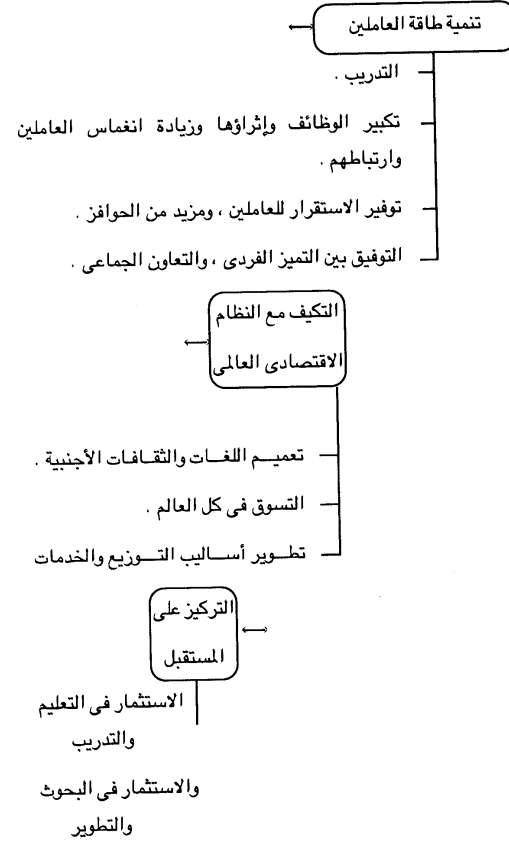 تنمية طاقة العاملين
التدريب .
تكبير الوظائف وإثراؤها وزيادة انغماس العاملين
وارتباطهم .
توفير الاستقرار للعاملين ، ومزيد من الحوافز .
التوفيق بين التميز الفردى ، والتعاون الجماعى .
التكيف مع النظام
الاقتصادى العالمى
تعميم اللغات والثقافات الأجنبية .
التسوق فى كل العالم .
تطوير أساليب التوزيع والخدمات
التركيز على
المستقبل
الاستثمار فى التعليم
والتدريب
والاستثمار فى البحوث
والتطوير